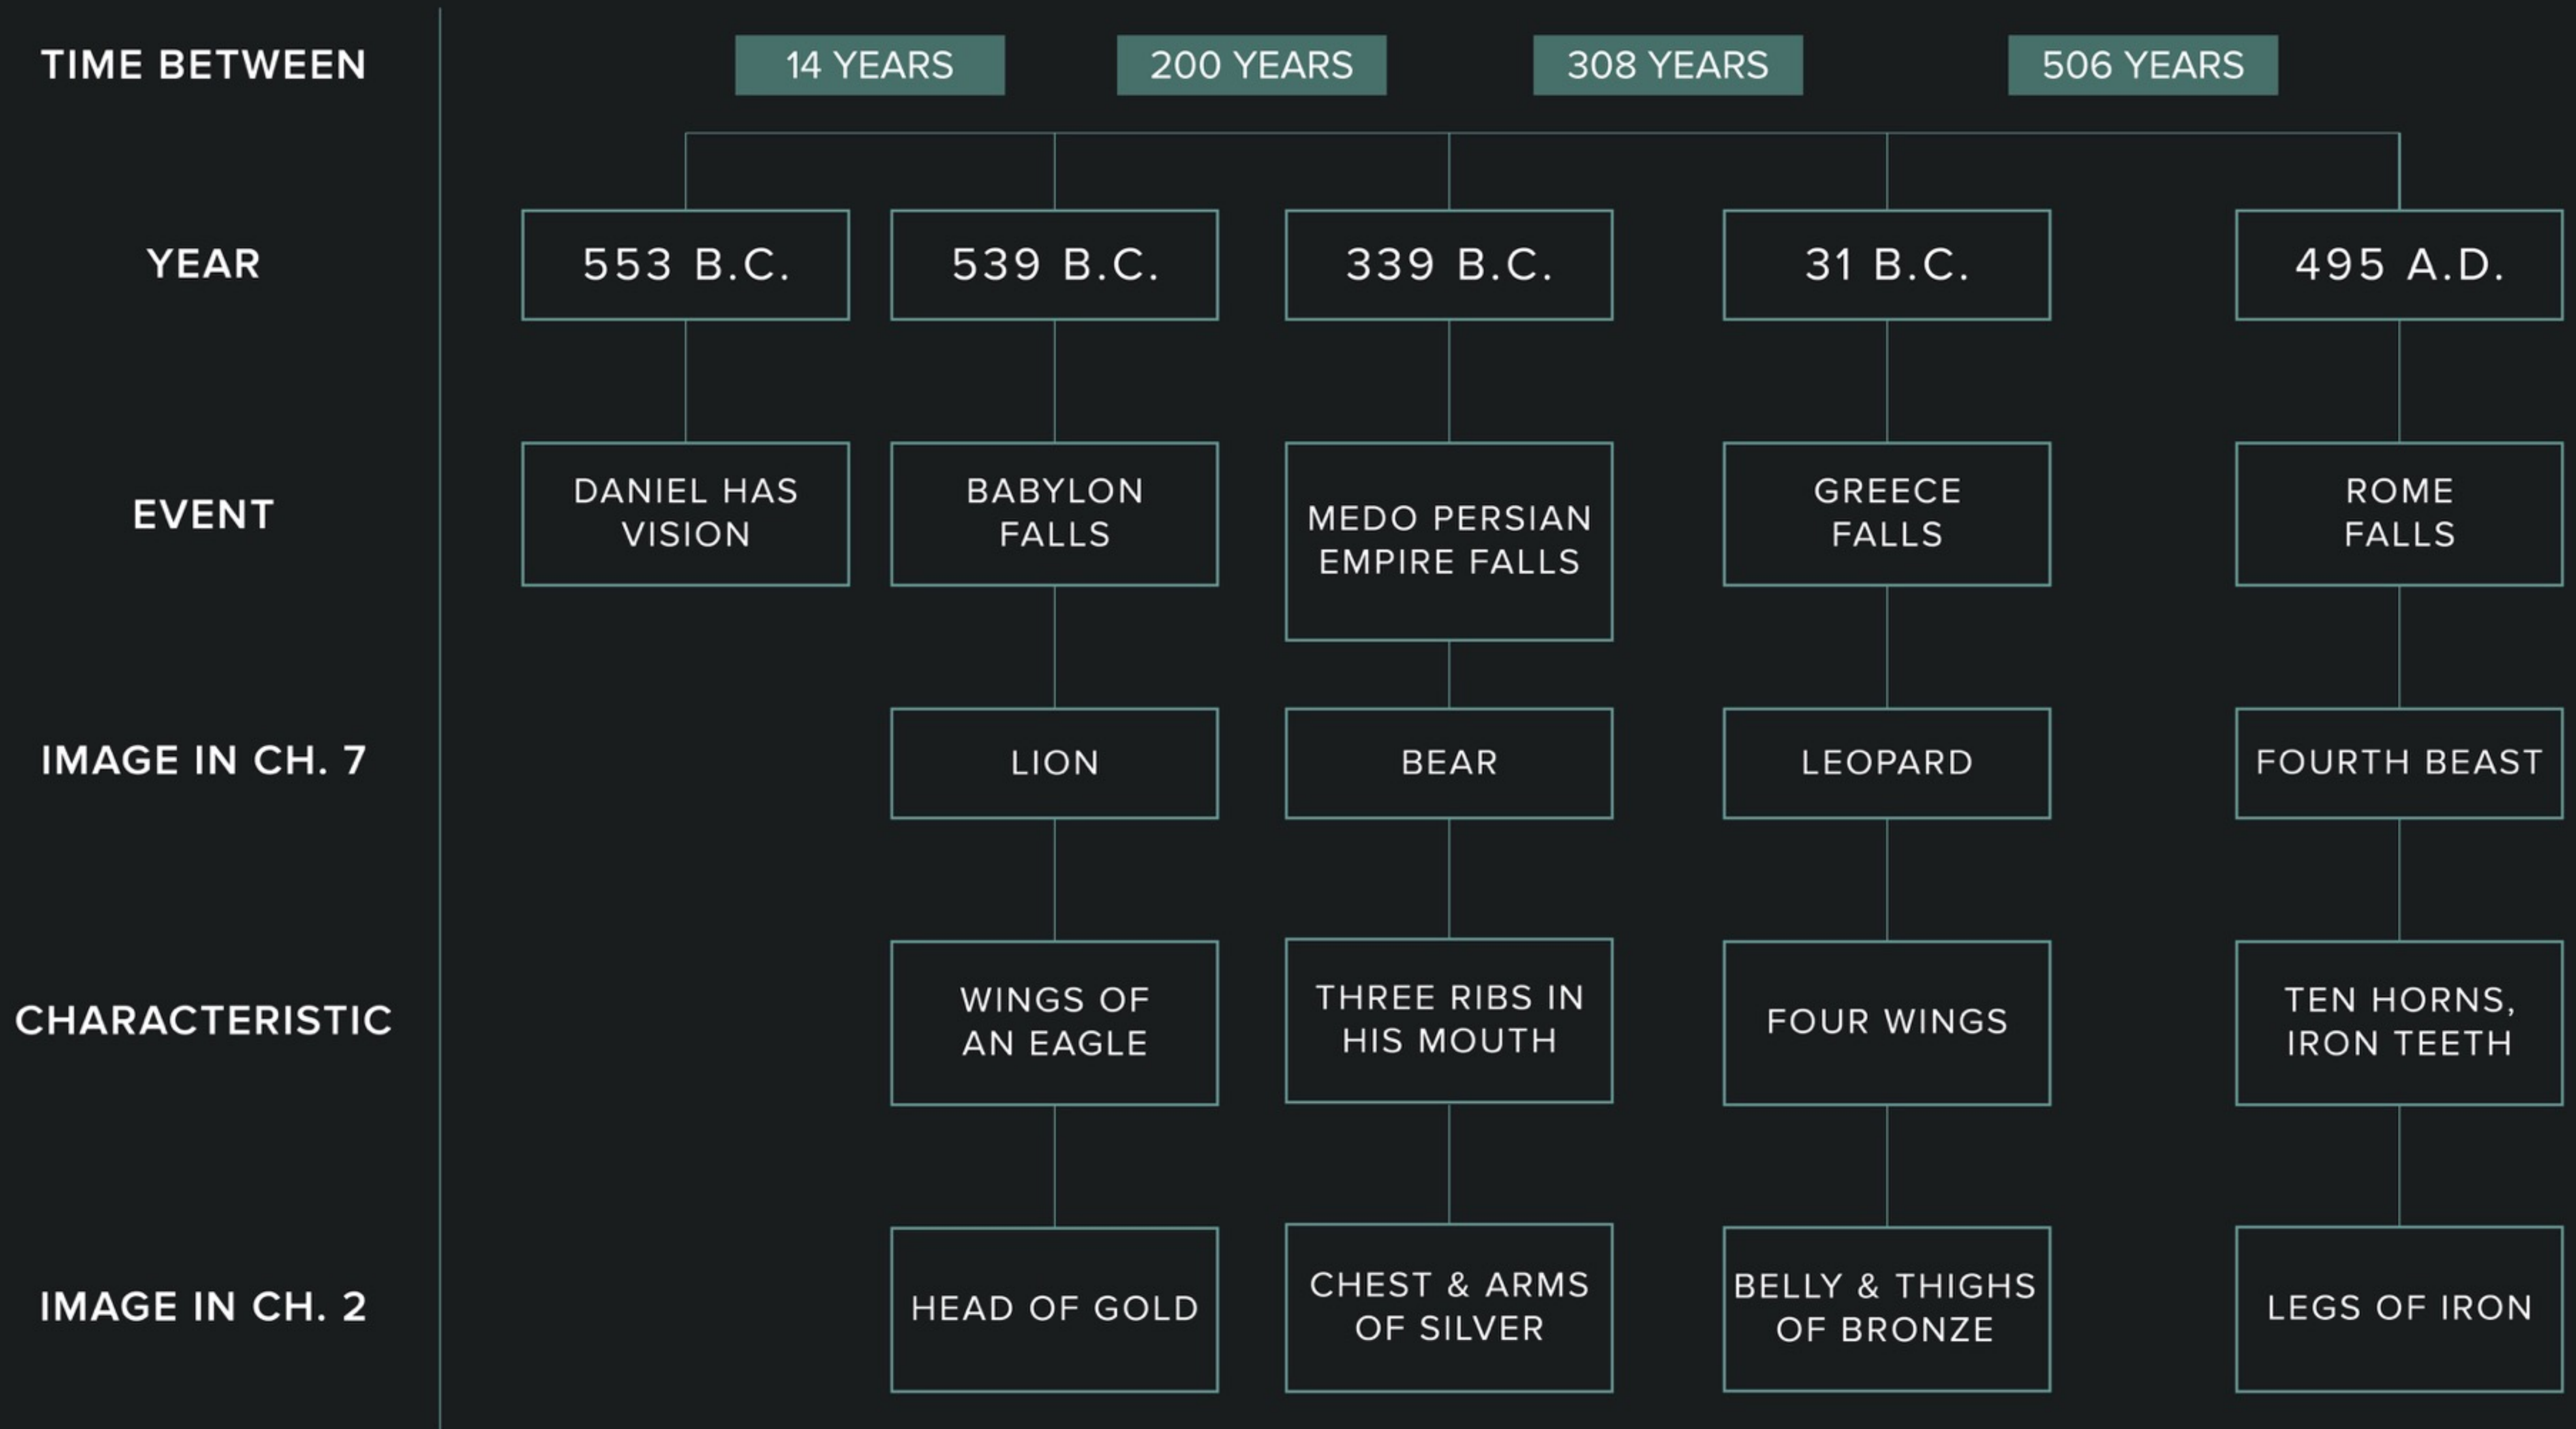 TIME BETWEEN
14 YEARS
200 YEARS
308 YEARS
506 YEARS
YEAR
553 B.C.
539 B.C.
339 B.C.
31 B.C.
495 A.D.
EVENT
DANIEL HAS
VISION
BABYLON
FALLS
MEDO PERSIAN
EMPIRE FALLS
GREECE
FALLS
ROME
FALLS
IMAGE IN CH. 7
LION
BEAR
LEOPARD
FOURTH BEAST
CHARACTERISTIC
WINGS OF
AN EAGLE
THREE RIBS IN
HIS MOUTH
FOUR WINGS
TEN HORNS,
IRON TEETH
IMAGE IN CH. 2
HEAD OF GOLD
CHEST & ARMS
OF SILVER
BELLY & THIGHS
OF BRONZE
LEGS OF IRON